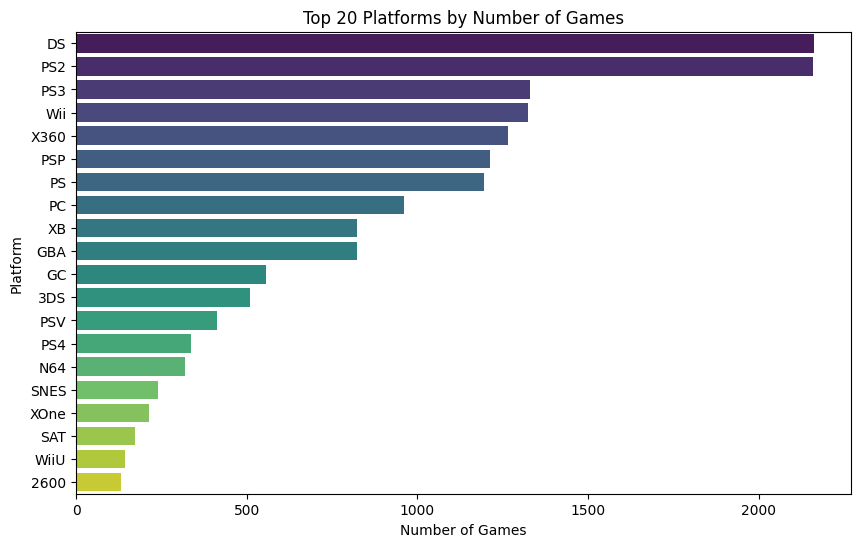 Top 20 Platforms by Number of Games
Platform
DS
PS2
PS3
Wii
X360
PSP
PS
PC
XB
GBA
GC
3DS
PSV
PS4
N64
SNES
XOne
SAT
WiiU
2600
0 500 1000 1500 2000
Number of Games